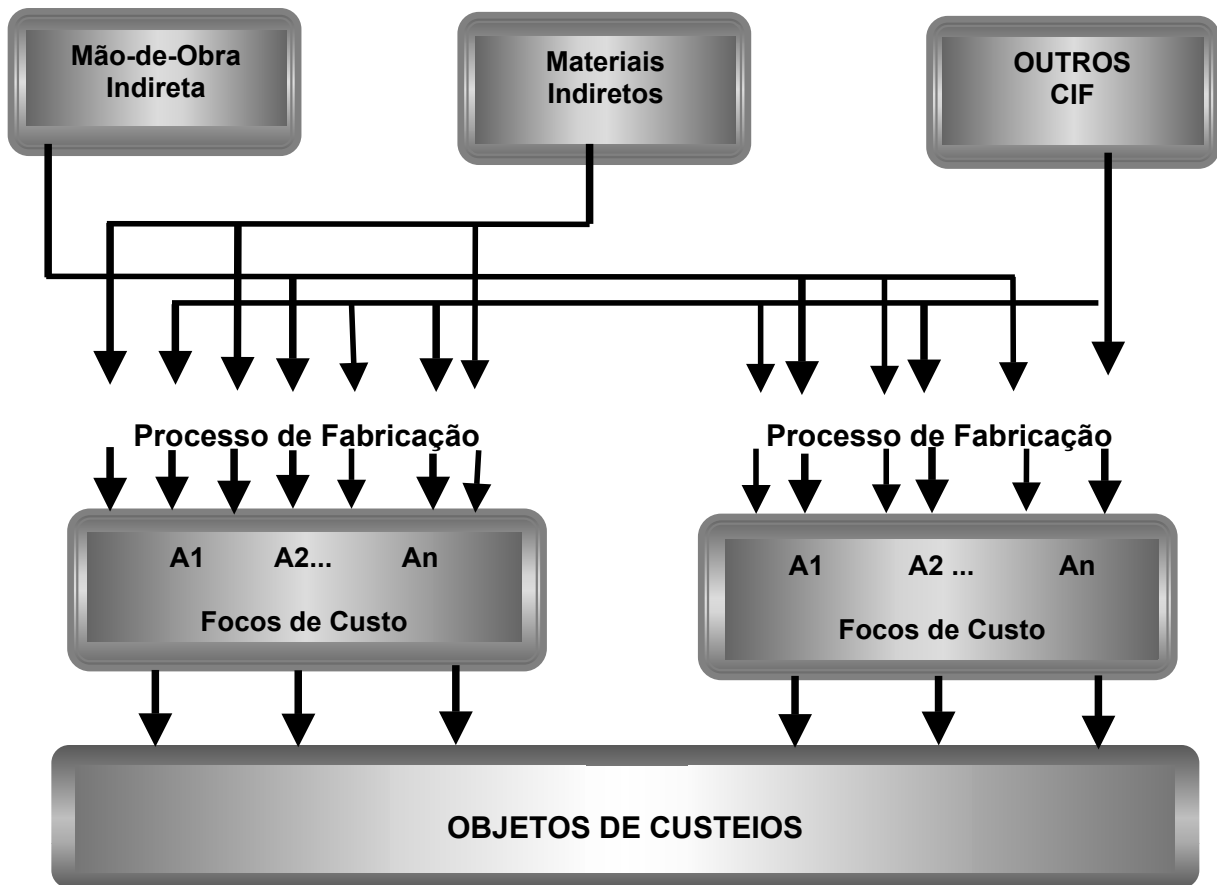 Mão-de-Obra
Indireta
Materiais
Indiretos
OUTROS
CIF
Processo de Fabricação
Processo de Fabricação
A1 A2... An
Focos de Custo
A1 A2 ... An
Focos de Custo
OBJETOS DE CUSTEIOS